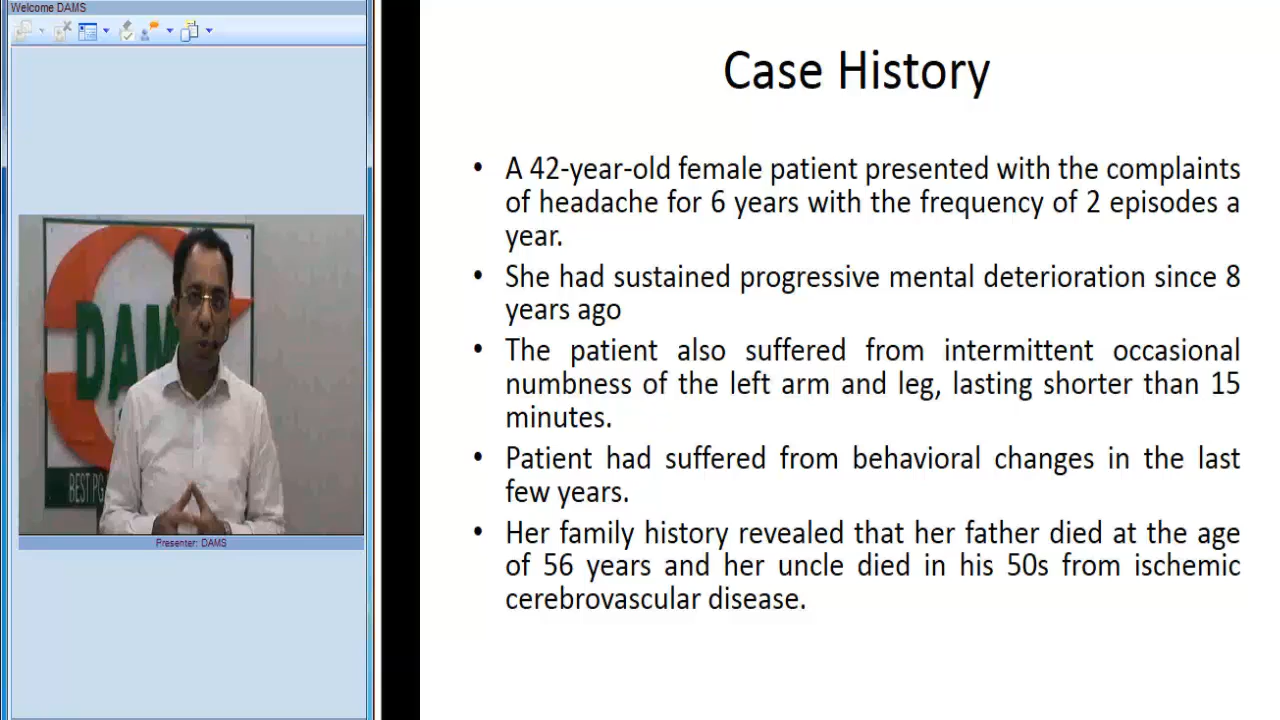 Welcome DAMS
DAMS
BEST PG
Presenter: DAMS
Case History
• A 42-year-old female patient presented with the complaints
of headache for 6 years with the frequency of 2 episodes a
year.
• She had sustained progressive mental deterioration since 8
years ago
• The patient also suffered from intermittent occasional
numbness of the left arm and leg, lasting shorter than 15
minutes.
• Patient had suffered from behavioral changes in the last
few years.
• Her family history revealed that her father died at the age
of 56 years and her uncle died in his 50s from ischemic
cerebrovascular disease.